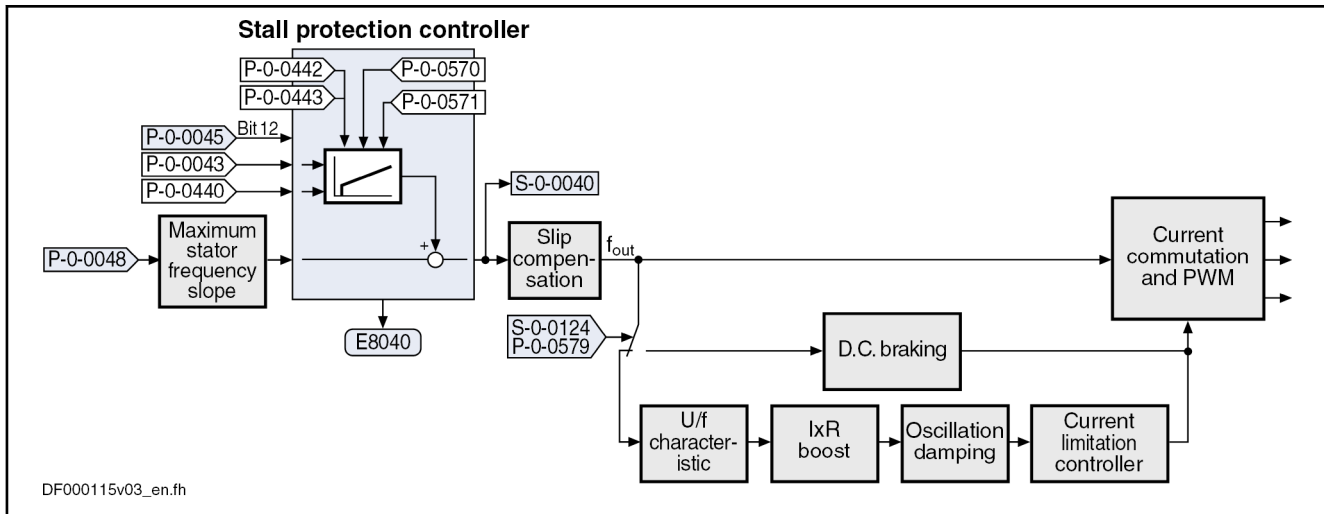 Stall protection controller
P-0-0442
P-0-0443
P-0-0570
P-0-0571
P-0-0045
Bit 12
P-0-0043
P-0-0440
P-0-0048
Maximum
stator
frequency
slope
+
E8040
S-0-0040
Slip
compen-
sation
fout
S-0-0124
P-0-0579
D.C. braking
U/f
character-
istic
IxR
boost
Oscillation
damping
Current
limitation
controller
Current
commutation
and PWM
DF000115v03_en.fh